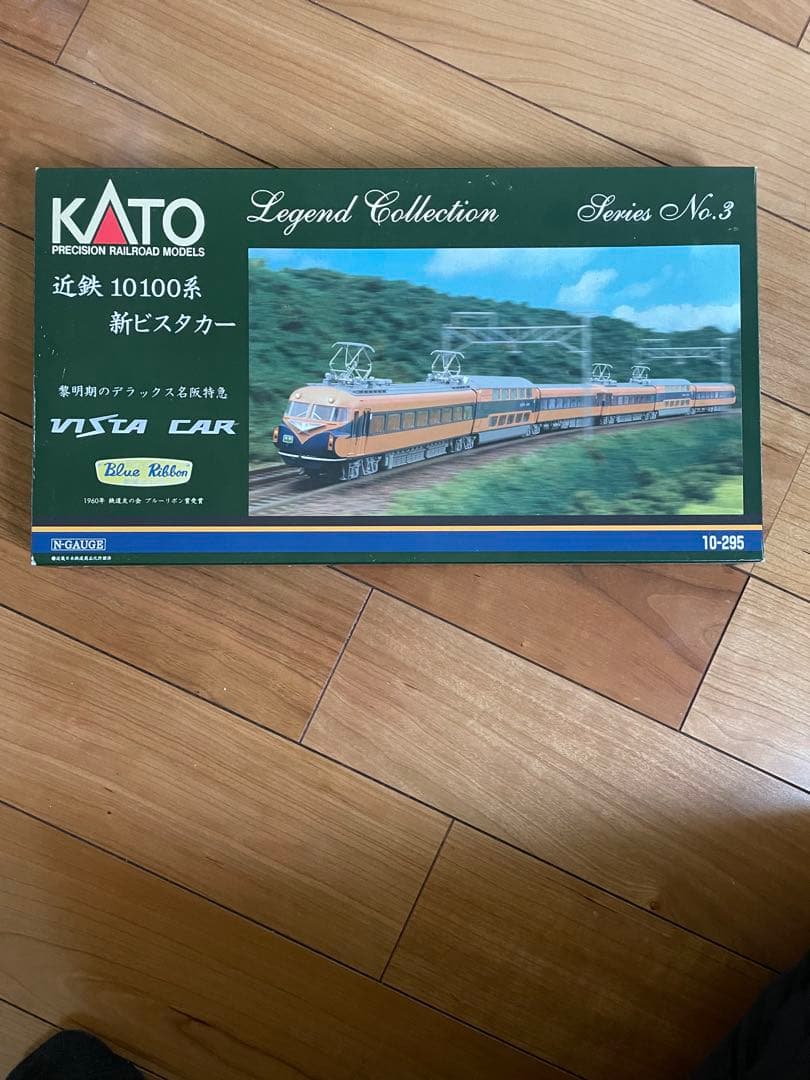 KATO
PRECISION RAILROAD MODELS
Legend Collection
Series No.3
近鉄 10100系
新ビスタカー
黎明期のデラックス名阪特急
VISTA CAR
Blue Ribbon
1960年 鉄道友の会 ブルーリボン賞受賞
N-GAUGE
10-295